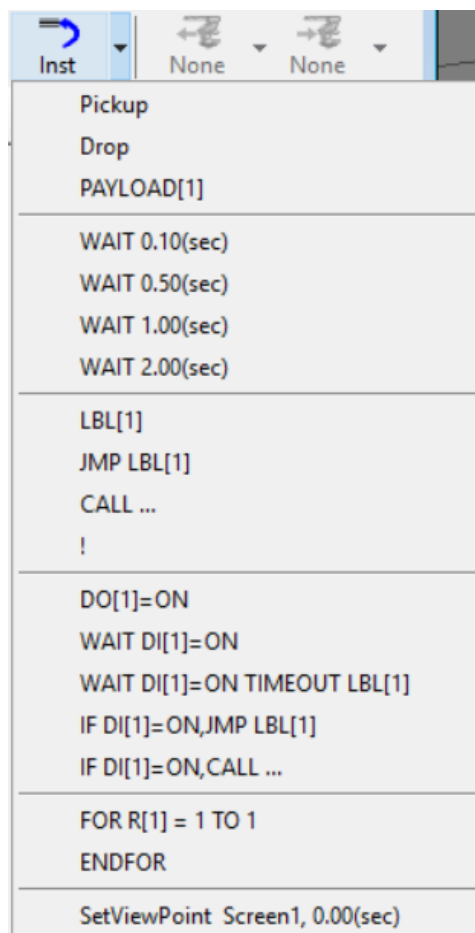 Inst
None
None
Pickup
Drop
PAYLOAD[1]
WAIT 0.10(sec)
WAIT 0.50(sec)
WAIT 1.00(sec)
WAIT 2.00(sec)
LBL[1]
JMP LBL[1]
CALL ...
!
DO[1]=ON
WAIT DI[1]=ON
WAIT DI[1]=ON TIMEOUT LBL[1]
IF DI[1]=ON,JMP LBL[1]
IF DI[1]=ON,CALL ...
FOR R[1] = 1 TO 1
ENDFOR
SetViewPoint  Screen1, 0.00(sec)